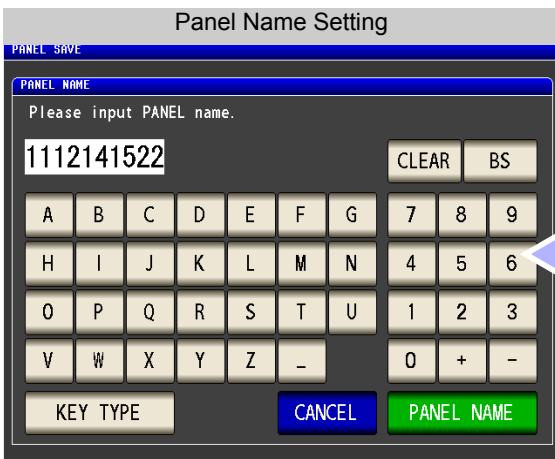 Panel Name Setting
PANEL SAVE
PANEL NAME
Please input PANEL name.
1112141522
CLEAR BS
A B C D E F G 7 8 9
H I J K L M N 4 5 6
O P Q R S T U 1 2 3
V W X Y Z _ 0 + -
KEY TYPE CANCEL PANEL NAME